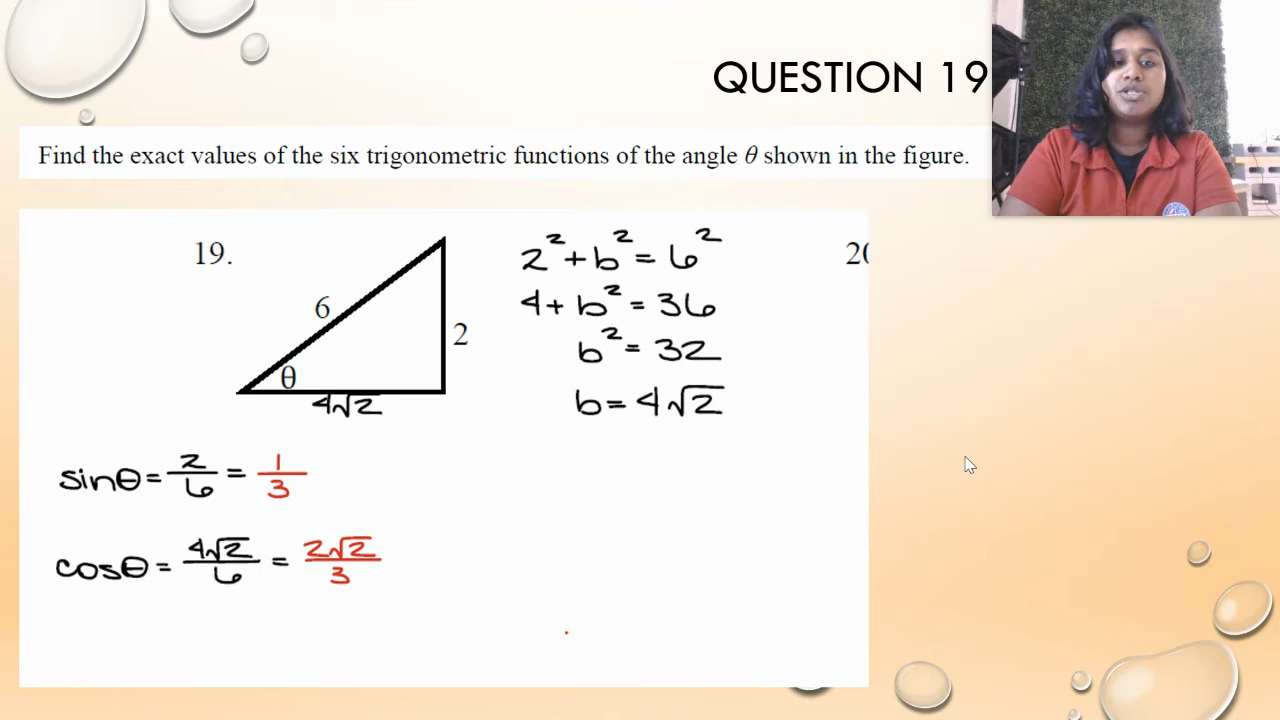 QUESTION 19
Find the exact values of the six trigonometric functions of the angle θ shown in the figure.
19.
6
2
θ
4√2
2² + b² = 6²
4 + b² = 36
b² = 32
b = 4√2
20
sinθ = 2/6 = 1/3
cosθ = 4√2/6 = 2√2/3